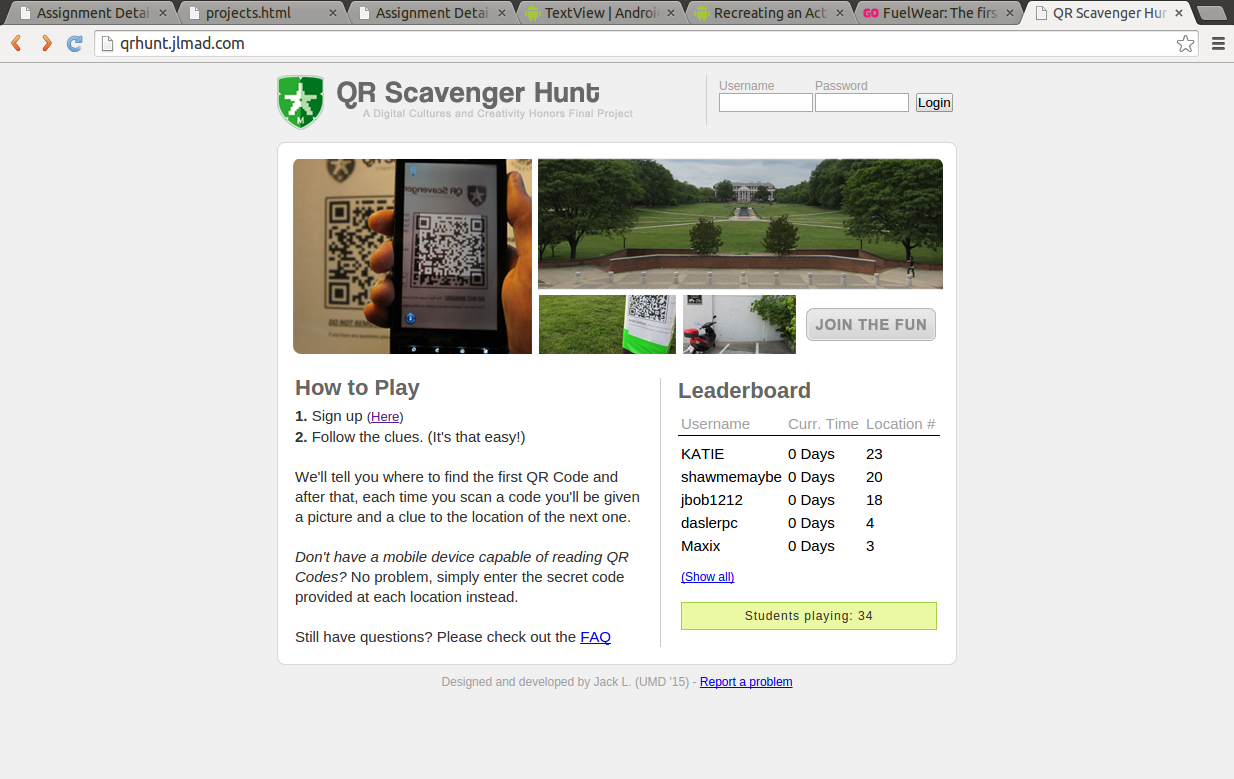 Assignment Detai
projects.html
Assignment Detai
TextView | Androi
Recreating an Act
GO FuelWear: The firs
QR Scavenger Hun
qrhunt.jlmad.com
QR Scavenger Hunt
A Digital Cultures and Creativity Honors Final Project
Username Password
Login
M
QR Scavenger
JOIN THE FUN
How to Play
1. Sign up (Here)
2. Follow the clues. (It's that easy!)
We'll tell you where to find the first QR Code and
after that, each time you scan a code you'll be given
a picture and a clue to the location of the next one.
Don't have a mobile device capable of reading QR
Codes? No problem, simply enter the secret code
provided at each location instead.
Still have questions? Please check out the FAQ
Leaderboard
Username Curr. Time Location #
KATIE 0 Days 23
shawmemaybe 0 Days 20
jbob1212 0 Days 18
daslerpc 0 Days 4
Maxix 0 Days 3
(Show all)
Students playing: 34
Designed and developed by Jack L. (UMD '15) - Report a problem